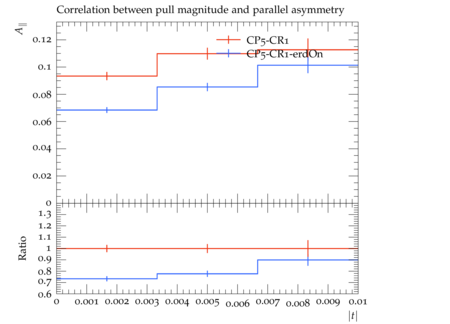 Correlation between pull magnitude and parallel asymmetry
A∥
0.12
0.1
0.08
0.06
0.04
0.02
0
CP5-CR1
CP5-CR1-erdOn
Ratio
1.3
1.2
1.1
1
0.9
0.8
0.7
0.6
0 0.001 0.002 0.003 0.004 0.005 0.006 0.007 0.008 0.009 0.01
|t|